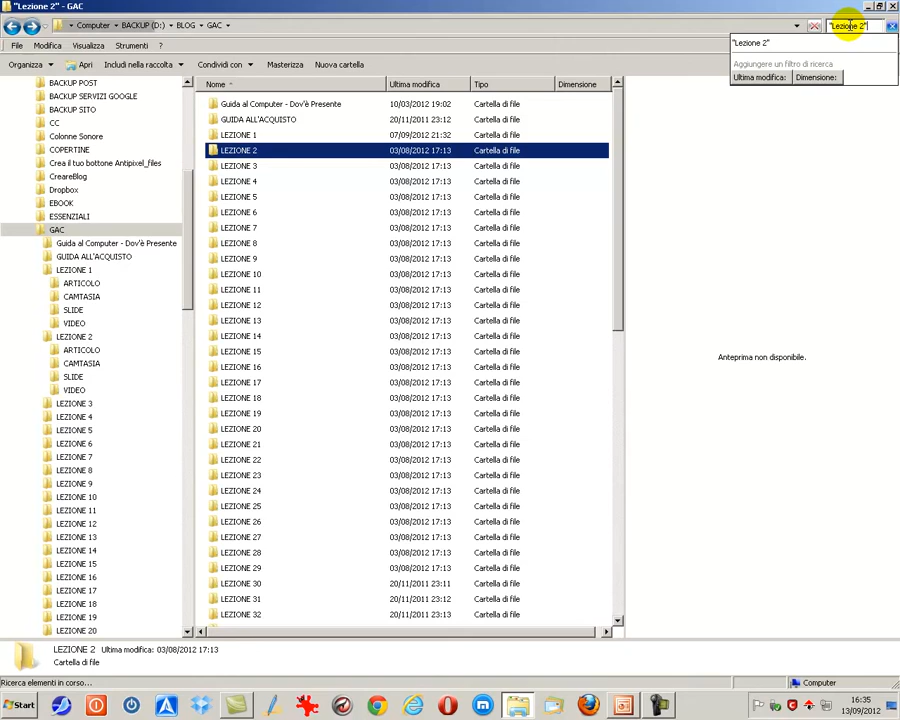 "Lezione 2" - GAC
Computer ▸ BACKUP (D:) ▸ BLOG ▸ GAC ▸
"Lezione 2"
File Modifica Visualizza Strumenti ?
"Lezione 2"
Aggiungere un filtro di ricerca
Ultima modifica: Dimensione:
Organizza Apri Includi nella raccolta Condividi con Masterizza Nuova cartella
BACKUP POST
BACKUP SERVIZI GOOGLE
BACKUP SITO
CC
Colonne Sonore
COPERTINE
Crea il tuo bottone Antipixel_files
CreareBlog
Dropbox
EBOOK
ESSENZIALI
GAC
Guida al Computer - Dov'è Presente
GUIDA ALL'ACQUISTO
LEZIONE 1
ARTICOLO
CAMTASIA
SLIDE
VIDEO
LEZIONE 2
ARTICOLO
CAMTASIA
SLIDE
VIDEO
LEZIONE 3
LEZIONE 4
LEZIONE 5
LEZIONE 6
LEZIONE 7
LEZIONE 8
LEZIONE 9
LEZIONE 10
LEZIONE 11
LEZIONE 12
LEZIONE 13
LEZIONE 14
LEZIONE 15
LEZIONE 16
LEZIONE 17
LEZIONE 18
LEZIONE 19
LEZIONE 20
Nome Ultima modifica Tipo Dimensione
Guida al Computer - Dov'è Presente 10/03/2012 19:02 Cartella di file
GUIDA ALL'ACQUISTO 20/11/2011 23:12 Cartella di file
LEZIONE 1 07/09/2012 21:32 Cartella di file
LEZIONE 2 03/08/2012 17:13 Cartella di file
LEZIONE 3 03/08/2012 17:13 Cartella di file
LEZIONE 4 03/08/2012 17:13 Cartella di file
LEZIONE 5 03/08/2012 17:13 Cartella di file
LEZIONE 6 03/08/2012 17:13 Cartella di file
LEZIONE 7 03/08/2012 17:13 Cartella di file
LEZIONE 8 03/08/2012 17:13 Cartella di file
LEZIONE 9 03/08/2012 17:13 Cartella di file
LEZIONE 10 03/08/2012 17:13 Cartella di file
LEZIONE 11 03/08/2012 17:13 Cartella di file
LEZIONE 12 03/08/2012 17:13 Cartella di file
LEZIONE 13 03/08/2012 17:13 Cartella di file
LEZIONE 14 03/08/2012 17:13 Cartella di file
LEZIONE 15 03/08/2012 17:13 Cartella di file
LEZIONE 16 03/08/2012 17:13 Cartella di file
LEZIONE 17 03/08/2012 17:13 Cartella di file
LEZIONE 18 03/08/2012 17:13 Cartella di file
LEZIONE 19 03/08/2012 17:13 Cartella di file
LEZIONE 20 03/08/2012 17:13 Cartella di file
LEZIONE 21 03/08/2012 17:13 Cartella di file
LEZIONE 22 03/08/2012 17:13 Cartella di file
LEZIONE 23 03/08/2012 17:13 Cartella di file
LEZIONE 24 03/08/2012 17:13 Cartella di file
LEZIONE 25 03/08/2012 17:13 Cartella di file
LEZIONE 26 03/08/2012 17:13 Cartella di file
LEZIONE 27 03/08/2012 17:13 Cartella di file
LEZIONE 28 03/08/2012 17:13 Cartella di file
LEZIONE 29 03/08/2012 17:13 Cartella di file
LEZIONE 30 20/11/2011 23:11 Cartella di file
LEZIONE 31 20/11/2011 23:12 Cartella di file
LEZIONE 32 20/11/2011 23:13 Cartella di file
Anteprima non disponibile.
LEZIONE 2 Ultima modifica: 03/08/2012 17:13
Cartella di file
Ricerca elementi in corso...
Computer
Start
16:35
13/09/2012